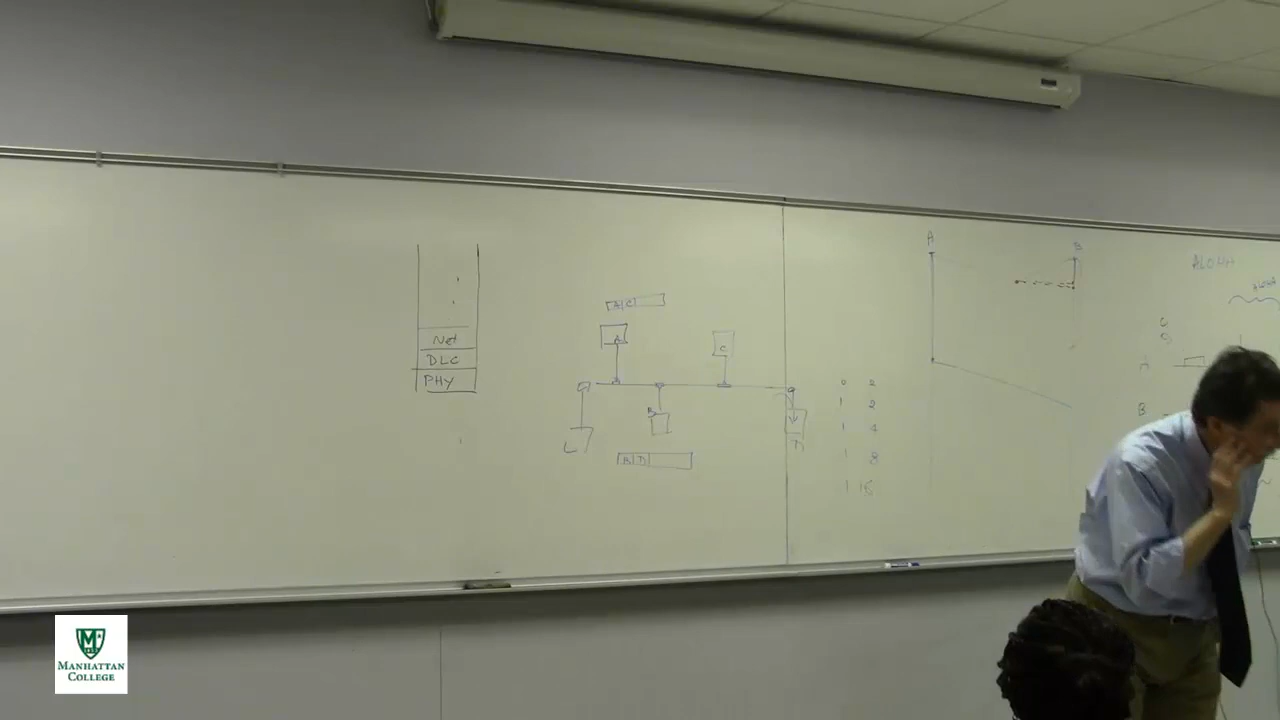 Net
DLC
PHY
A C
A
C
B
L
D
B D
0 2
1 2
1 4
1 8
1 16
A
B
ALOHA
B
MANHATTAN
COLLEGE